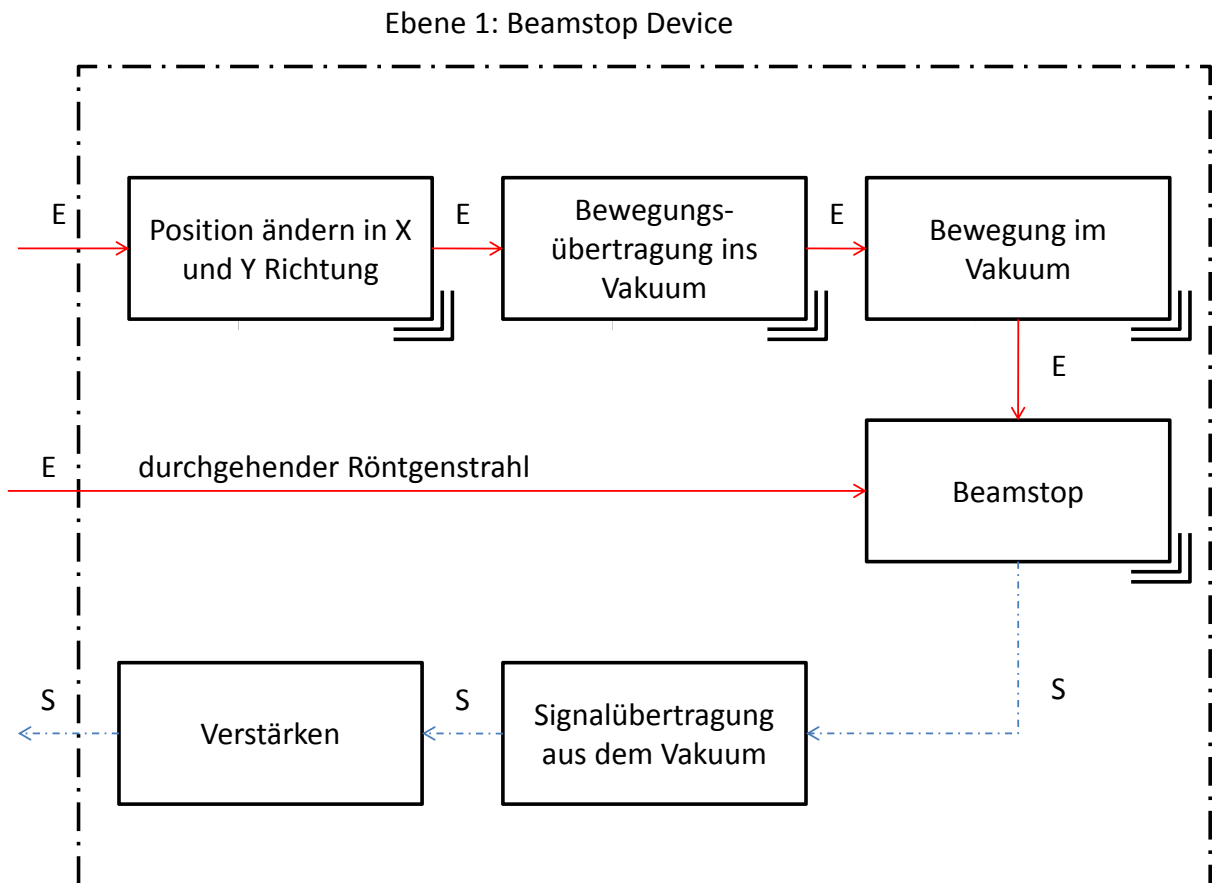 Ebene 1: Beamstop Device
E
Position ändern in X
und Y Richtung
E
Bewegungs-
übertragung ins
Vakuum
E
Bewegung im
Vakuum
E
E
durchgehender Röntgenstrahl
Beamstop
S
Verstärken
S
Signalübertragung
aus dem Vakuum
S